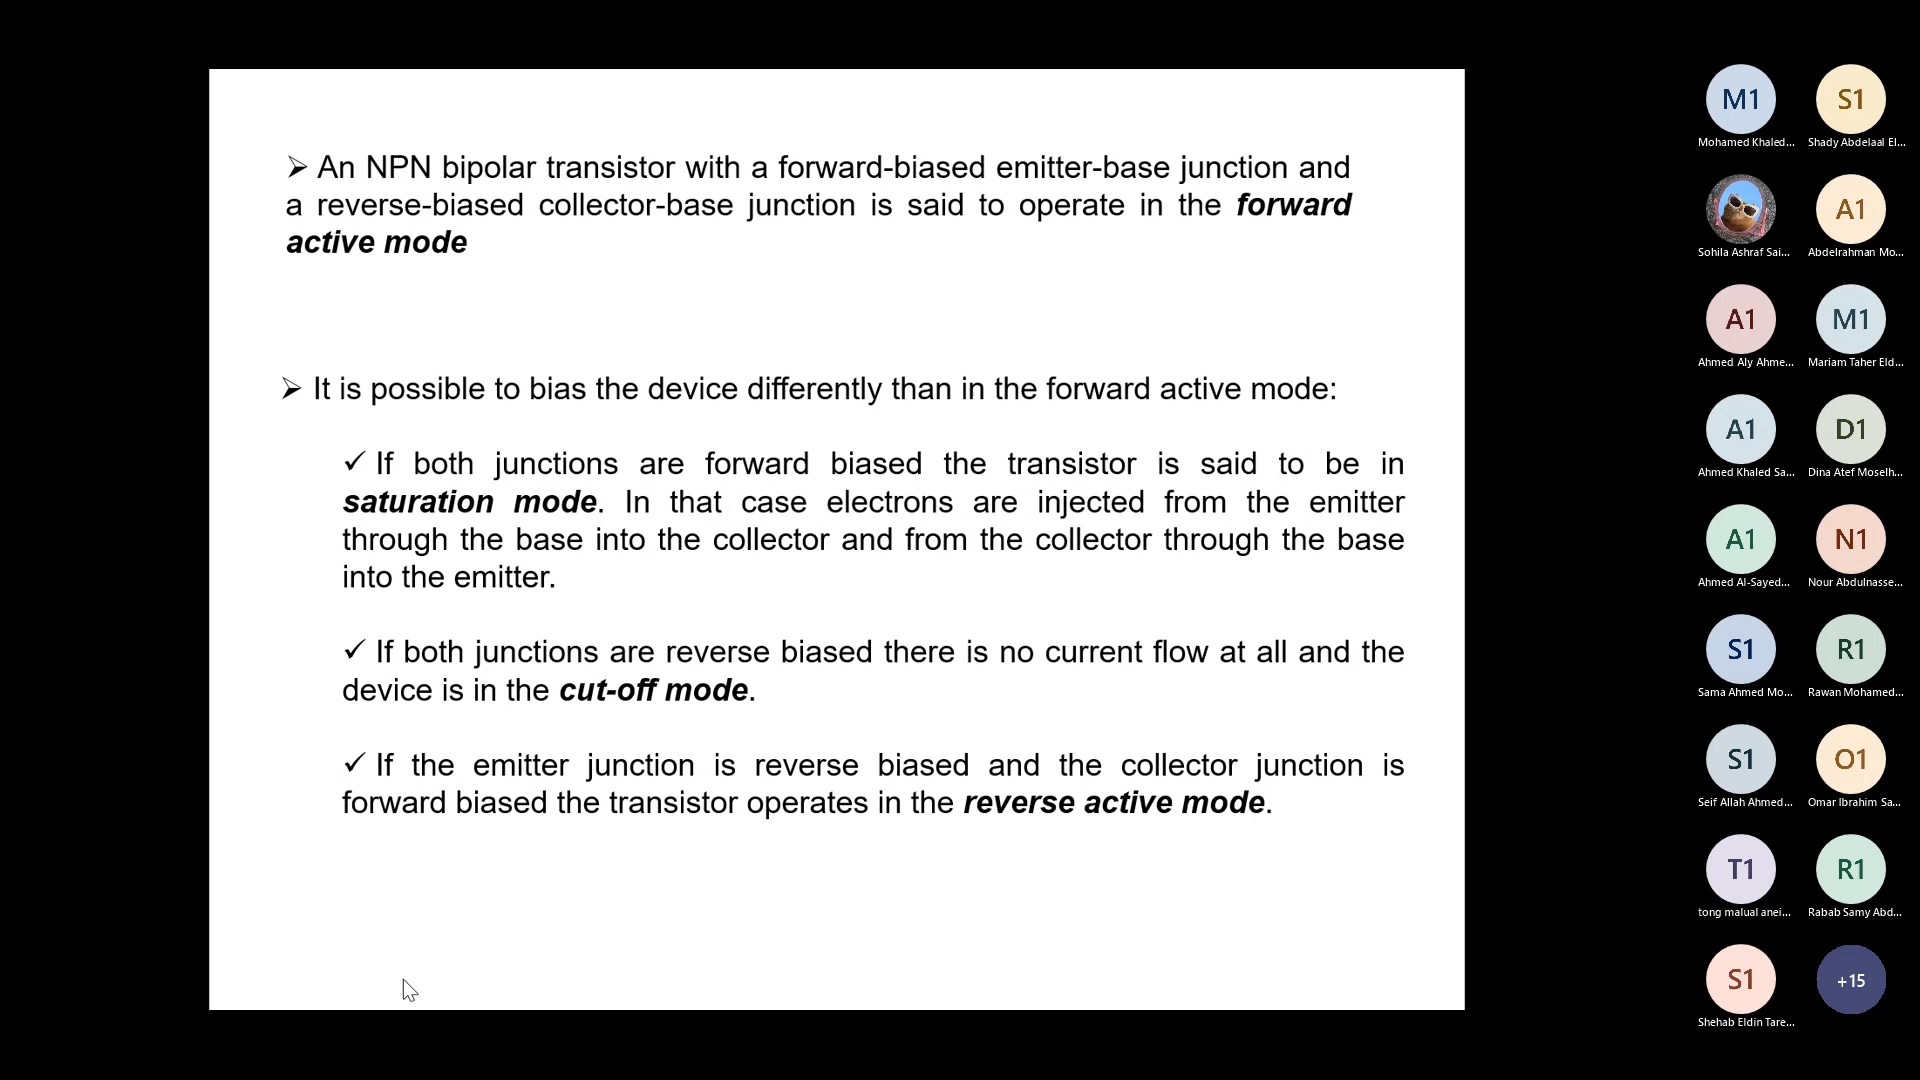 ➢ An NPN bipolar transistor with a forward-biased emitter-base junction and
a reverse-biased collector-base junction is said to operate in the forward
active mode
➢ It is possible to bias the device differently than in the forward active mode:
✓ If both junctions are forward biased the transistor is said to be in
saturation mode. In that case electrons are injected from the emitter
through the base into the collector and from the collector through the base
into the emitter.
✓ If both junctions are reverse biased there is no current flow at all and the
device is in the cut-off mode.
✓ If the emitter junction is reverse biased and the collector junction is
forward biased the transistor operates in the reverse active mode.
M1 S1
Mohamed Khaled... Shady Abdelaal El...
A1
Sohila Ashraf Sai... Abdelrahman Mo...
A1 M1
Ahmed Aly Ahme... Mariam Taher Eld...
A1 D1
Ahmed Khaled Sa... Dina Atef Moselh...
A1 N1
Ahmed Al-Sayed... Nour Abdulnasse...
S1 R1
Sama Ahmed Mo... Rawan Mohamed...
S1 O1
Seif Allah Ahmed... Omar Ibrahim Sa...
T1 R1
tong malual anei... Rabab Samy Abd...
S1 +15
Shehab Eldin Tare...